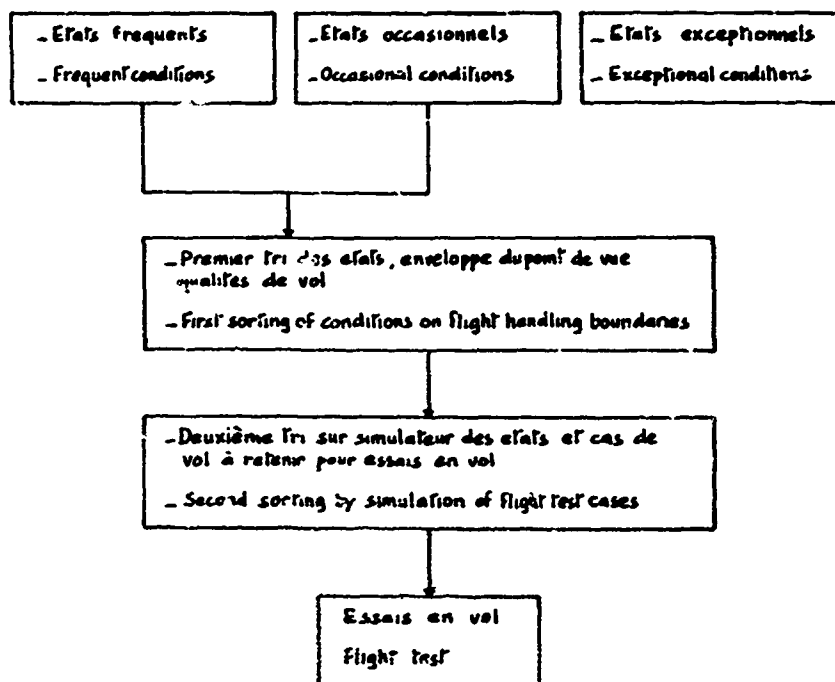 _ Etats frequents
_ Frequent conditions
_ Etats occasionnels
_ Occasional conditions
_ Etats exceptionnels
_ Exceptional conditions
_ Premier tri des etats, enveloppe du point de vue
qualites de vol
_ First sorting of conditions on flight handling boundaries
_ Deuxième tri sur simulateur des etats et cas de
vol à retenir pour essais en vol
_ Second sorting by simulation of flight test cases
Essais en vol
Flight test